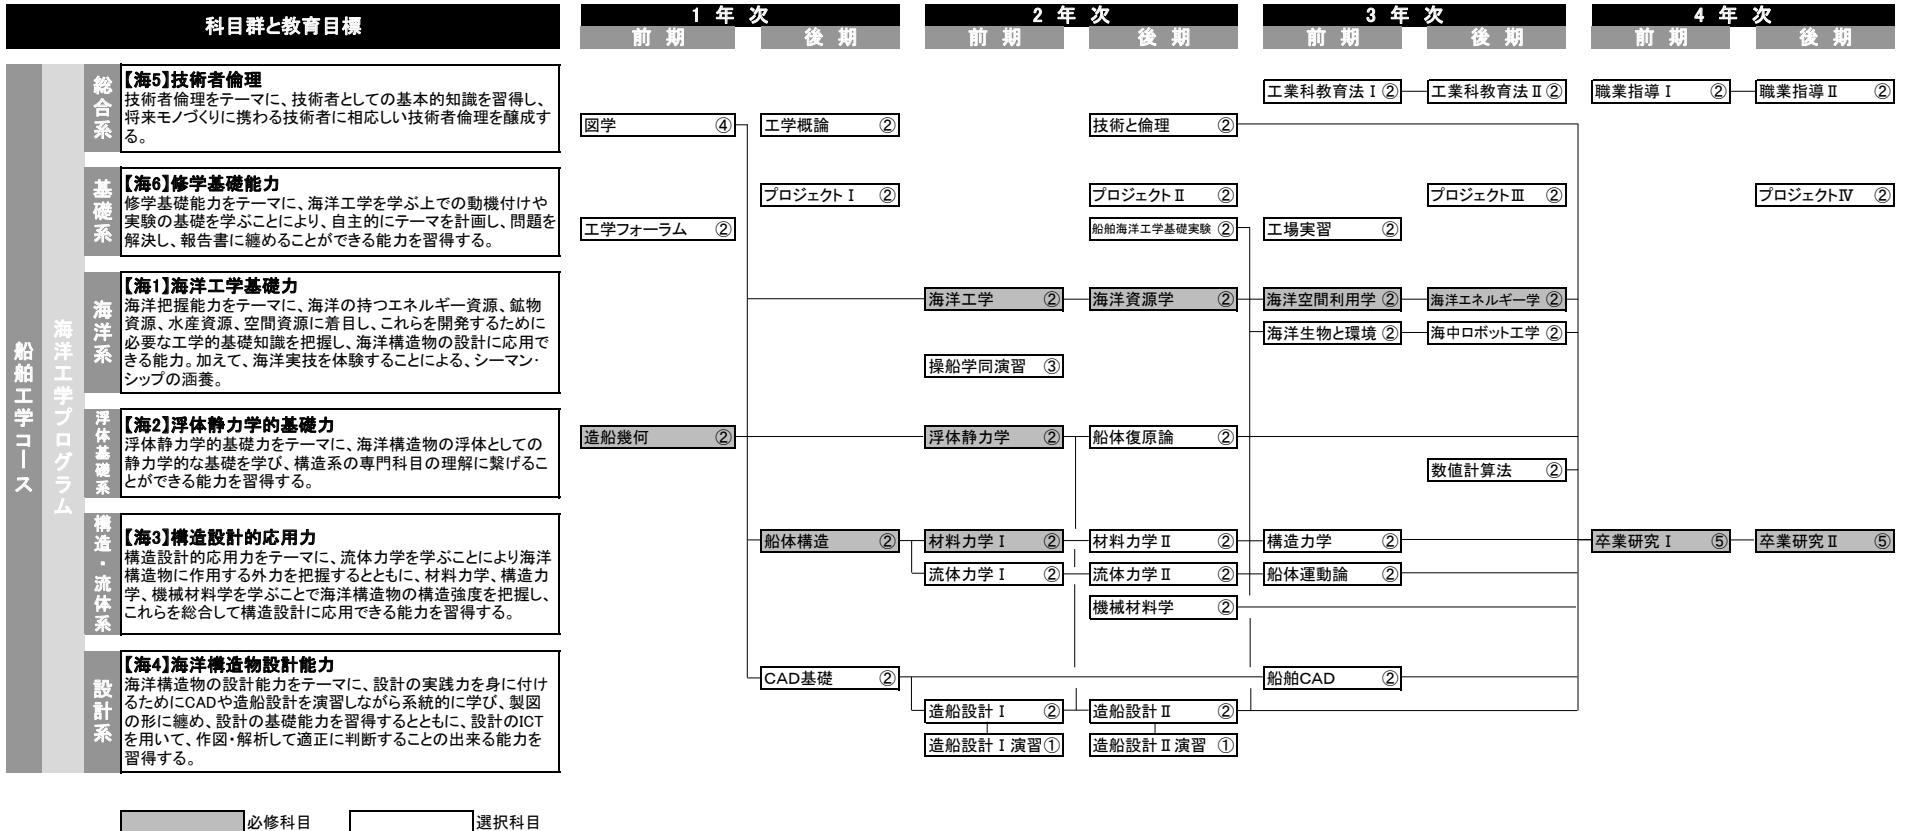 科目群と教育目標
1 年 次
2 年 次
3 年 次
4 年 次
前 期
後 期
前 期
後 期
前 期
後 期
前 期
後 期
船舶工学コース
海洋工学プログラム
総合系
【海5】技術者倫理
技術者倫理をテーマに、技術者としての基本的知識を習得し、
将来モノづくりに携わる技術者に相応しい技術者倫理を醸成す
る。
工業科教育法Ⅰ ②
工業科教育法Ⅱ ②
職業指導Ⅰ ②
職業指導Ⅱ ②
図学 ④
工学概論 ②
技術と倫理 ②
基礎系
【海6】修学基礎能力
修学基礎能力をテーマに、海洋工学を学ぶ上での動機付けや
実験の基礎を学ぶことにより、自主的にテーマを計画し、問題を
解決し、報告書に纏めることができる能力を習得する。
プロジェクトⅠ ②
プロジェクトⅡ ②
プロジェクトⅢ ②
プロジェクトⅣ ②
工学フォーラム ②
船舶海洋工学基礎実験 ②
工場実習 ②
海洋系
【海1】海洋工学基礎力
海洋把握能力をテーマに、海洋の持つエネルギー資源、鉱物
資源、水産資源、空間資源に着目し、これらを開発するために
必要な工学的基礎知識を把握し、海洋構造物の設計に応用で
きる能力。加えて、海洋実技を体験することによる、シーマン・
シップの涵養。
海洋工学 ②
海洋資源学 ②
海洋空間利用学 ②
海洋エネルギー学 ②
海洋生物と環境 ②
海中ロボット工学 ②
操船学同演習 ③
浮体基礎系
【海2】浮体静力学的基礎力
浮体静力学的基礎力をテーマに、海洋構造物の浮体としての
静力学的な基礎を学び、構造系の専門科目の理解に繋げるこ
とができる能力を習得する。
造船幾何 ②
浮体静力学 ②
船体復原論 ②
数値計算法 ②
構造・流体系
【海3】構造設計的応用力
構造設計的応用力をテーマに、流体力学を学ぶことにより海洋
構造物に作用する外力を把握するとともに、材料力学、構造力
学、機械材料学を学ぶことで海洋構造物の構造強度を把握し、
これらを総合して構造設計に応用できる能力を習得する。
船体構造 ②
材料力学Ⅰ ②
材料力学Ⅱ ②
構造力学 ②
卒業研究Ⅰ ⑤
卒業研究Ⅱ ⑤
流体力学Ⅰ ②
流体力学Ⅱ ②
船体運動論 ②
機械材料学 ②
設計系
【海4】海洋構造物設計能力
海洋構造物の設計能力をテーマに、設計の実践力を身に付け
るためにCADや造船設計を演習しながら系統的に学び、製図
の形に纏め、設計の基礎能力を習得するとともに、設計のICT
を用いて、作図・解析して適正に判断することの出来る能力を
習得する。
CAD基礎 ②
船舶CAD ②
造船設計Ⅰ ②
造船設計Ⅱ ②
造船設計Ⅰ演習 ①
造船設計Ⅱ演習 ①
必修科目
選択科目